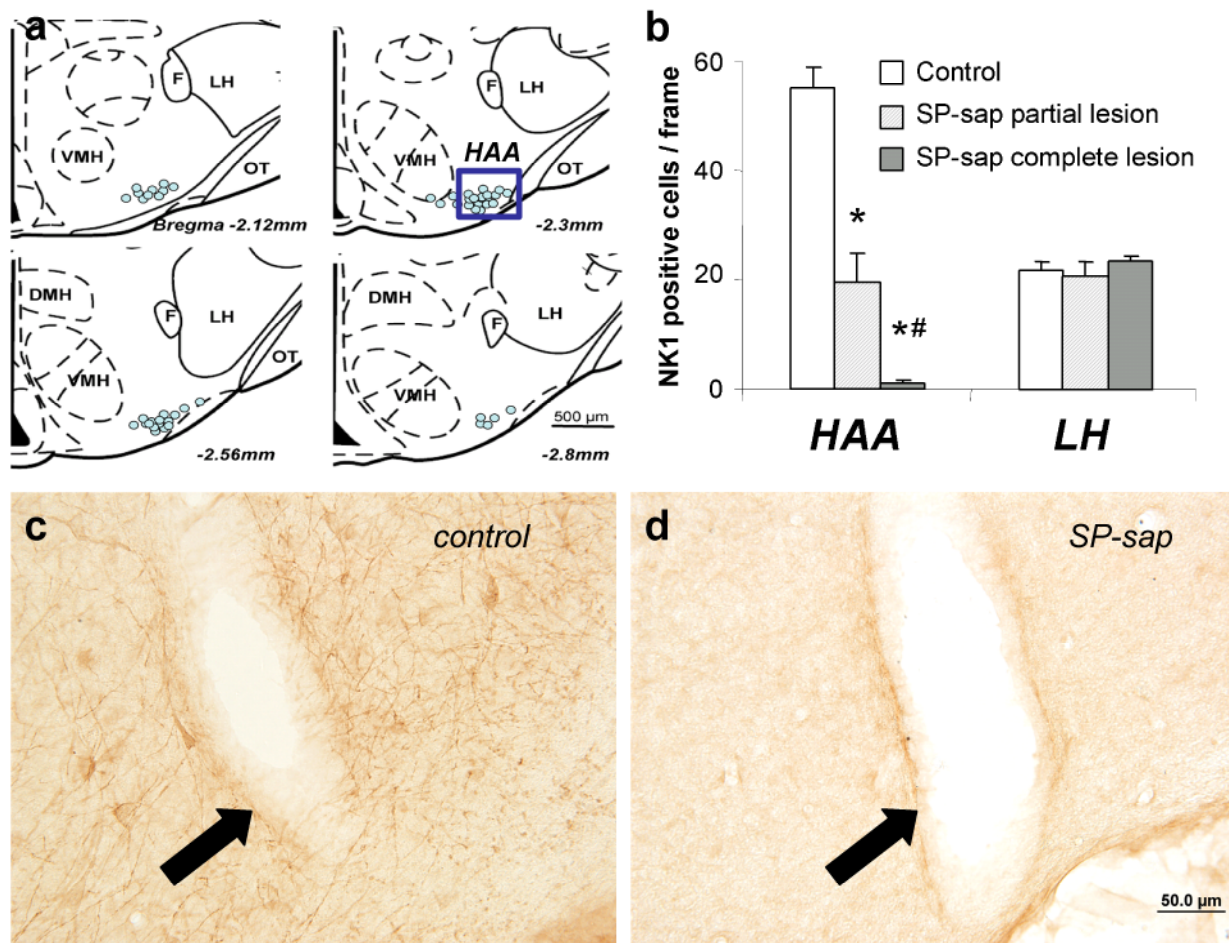 a
F
LH
VMH
OT
Bregma -2.12mm
F
LH
VMH
HAA
OT
-2.3mm
DMH
F
LH
VMH
OT
-2.56mm
DMH
F
LH
VMH
500 µm
-2.8mm
b
NK1 positive cells / frame
60
40
20
0
Control
SP-sap partial lesion
SP-sap complete lesion
*
*#
HAA
LH
c
control
d
SP-sap
50.0 µm